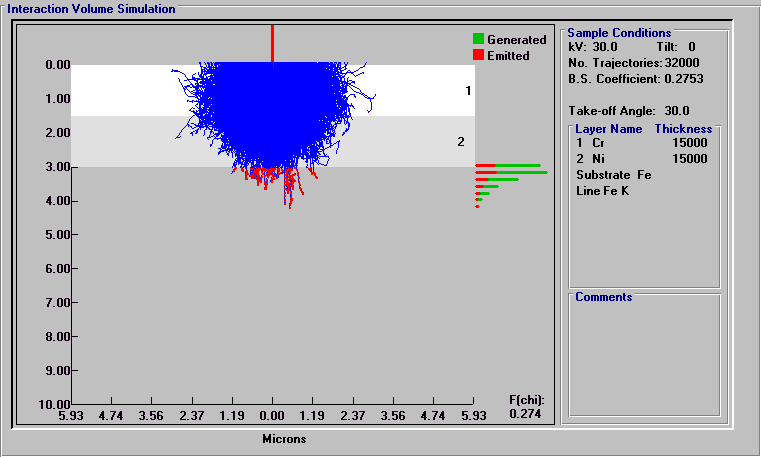 Interaction Volume Simulation
Generated
Emitted
0.00
1.00
2.00
3.00
4.00
5.00
6.00
7.00
8.00
9.00
10.00
1
2
5.93 4.74 3.56 2.37 1.19 0.00 1.19 2.37 3.56 4.74 5.93
Microns
F(chi):
0.274
Sample Conditions
kV: 30.0 Tilt: 0
No. Trajectories: 32000
B.S. Coefficient: 0.2753
Take-off Angle: 30.0
Layer Name Thickness
1 Cr 15000
2 Ni 15000
Substrate Fe
Line Fe K
Comments